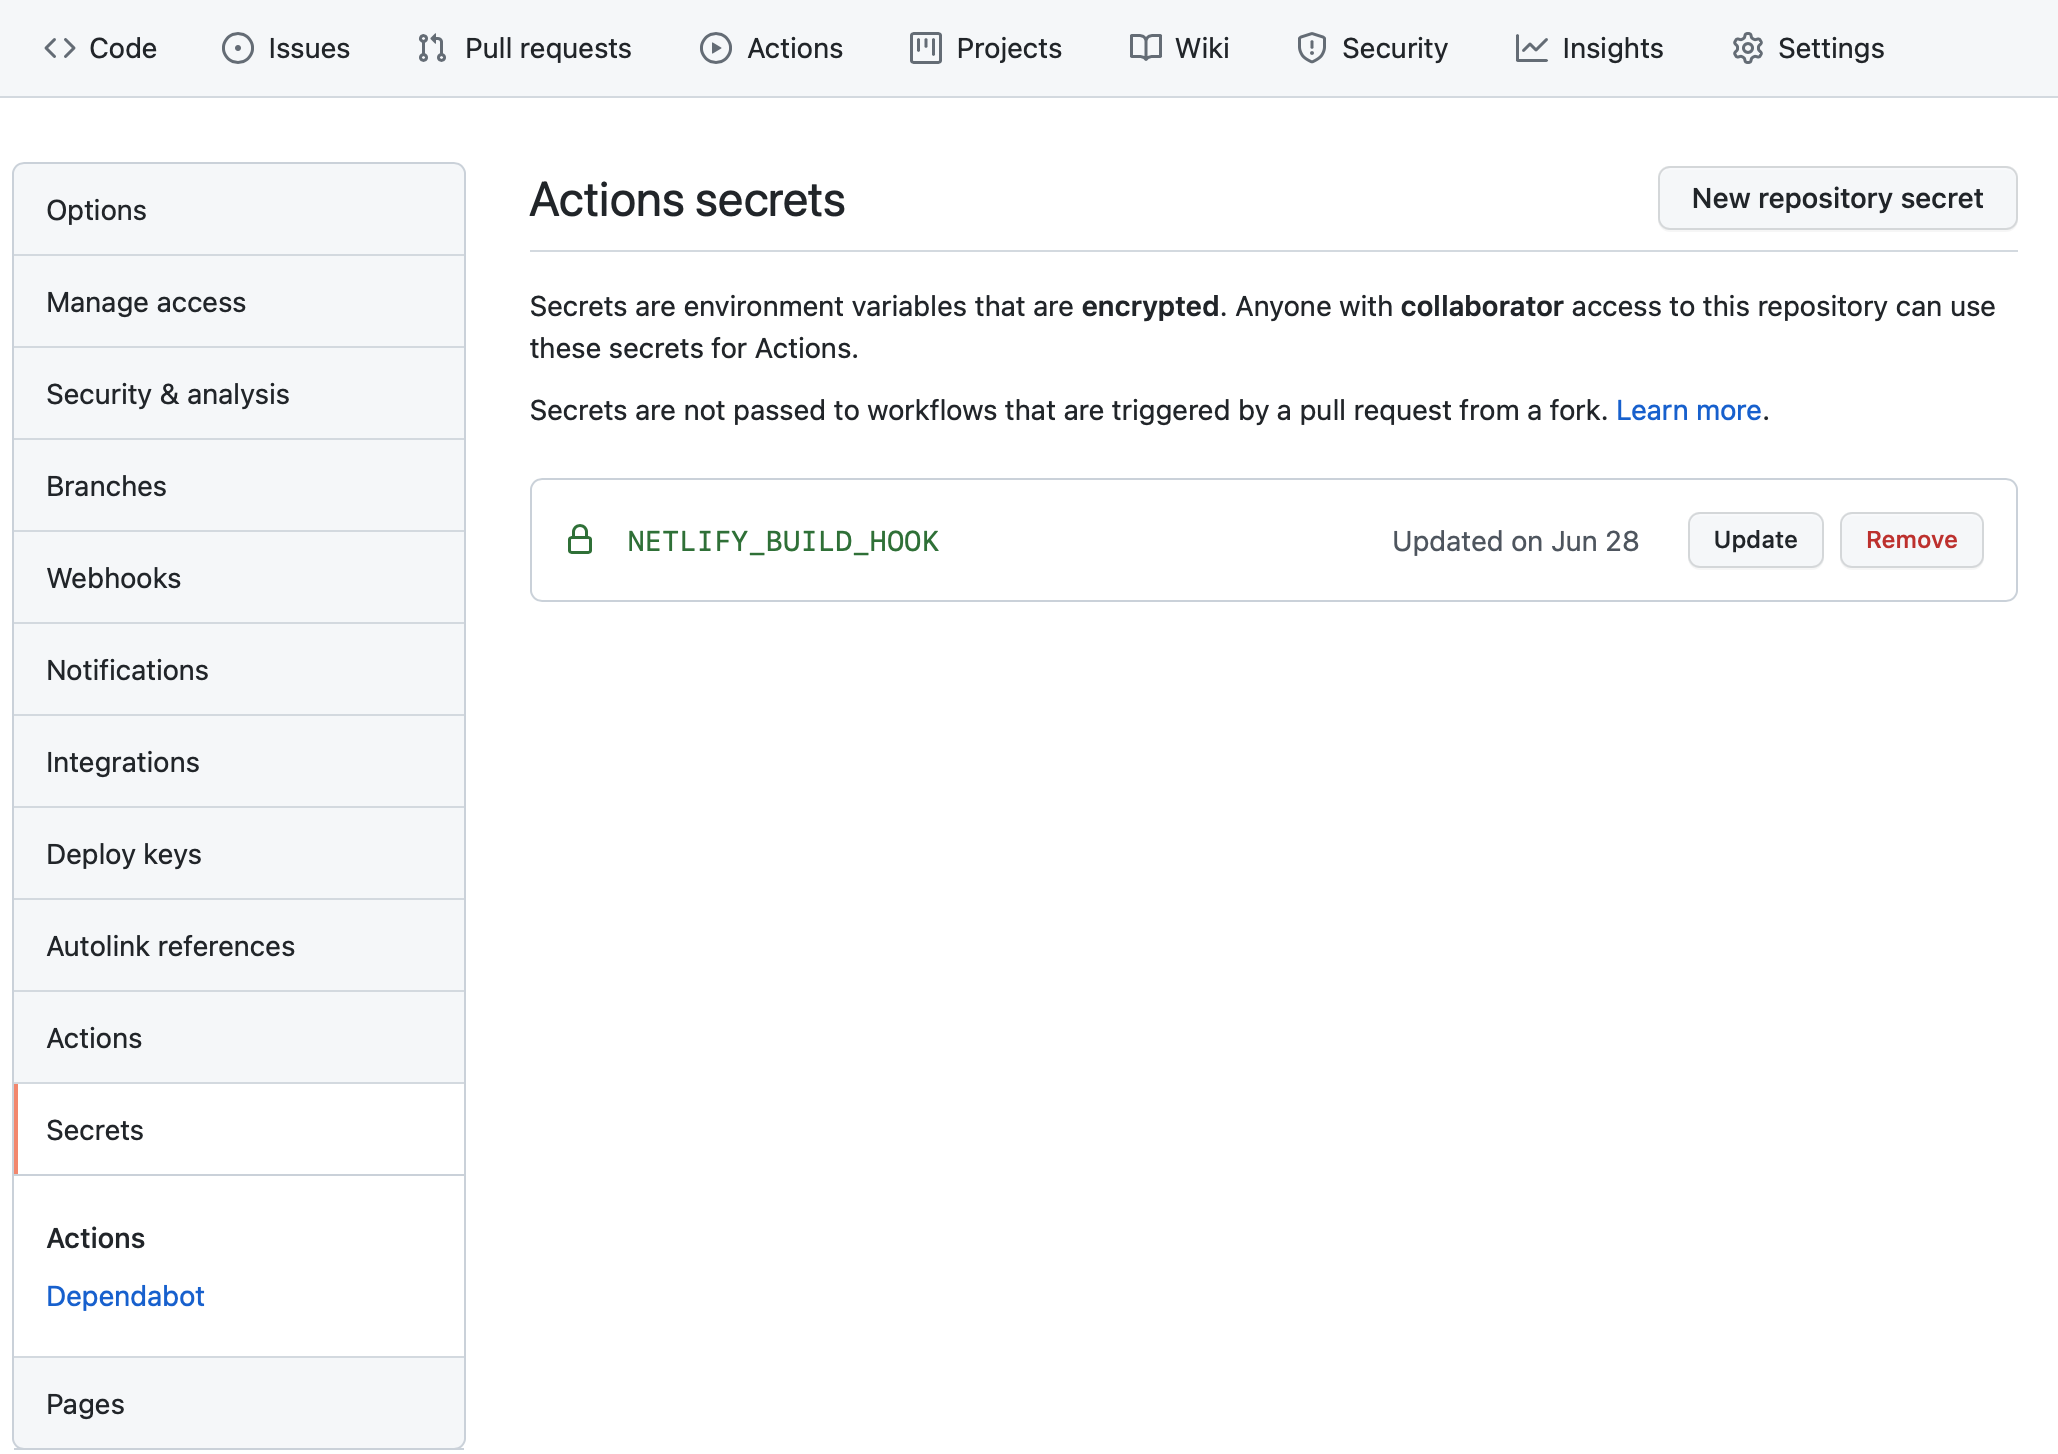 Code Issues Pull requests Actions Projects Wiki Security Insights Settings
Options
Manage access
Security & analysis
Branches
Webhooks
Notifications
Integrations
Deploy keys
Autolink references
Actions
Secrets
Actions
Dependabot
Pages
Actions secrets
New repository secret
Secrets are environment variables that are encrypted. Anyone with collaborator access to this repository can use
these secrets for Actions.
Secrets are not passed to workflows that are triggered by a pull request from a fork. Learn more.
NETLIFY_BUILD_HOOK Updated on Jun 28 Update Remove